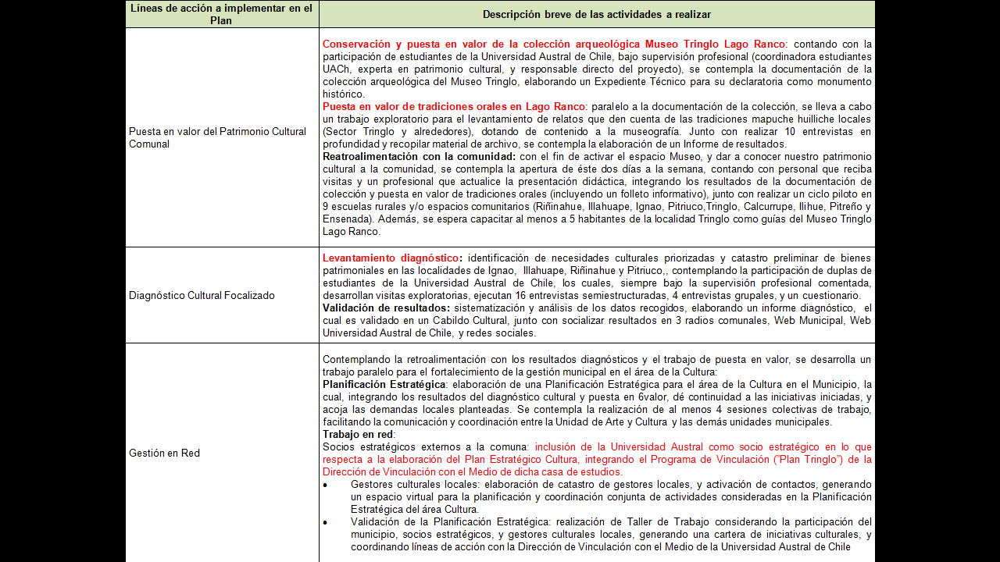 Líneas de acción a implementar en el
Plan
Descripción breve de las actividades a realizar
Puesta en valor del Patrimonio Cultural
Comunal
Conservación y puesta en valor de la colección arqueológica Museo Tringlo Lago Ranco: contando con la
participación de estudiantes de la Universidad Austral de Chile, bajo supervisión profesional (coordinadora estudiantes
UACh, experta en patrimonio cultural, y responsable directo del proyecto), se contempla la documentación de la
colección arqueológica del Museo Tringlo, elaborando un Expediente Técnico para su declaratoria como monumento
histórico.
Puesta en valor de tradiciones orales en Lago Ranco: paralelo a la documentación de la colección, se lleva a cabo
un trabajo exploratorio para el levantamiento de relatos que den cuenta de las tradiciones mapuche huilliche locales
(Sector Tringlo y alrededores), dotando de contenido a la museografía. Junto con realizar 10 entrevistas en
profundidad y recopilar material de archivo, se contempla la elaboración de un Informe de resultados.
Reatroalimentación con la comunidad: con el fin de activar el espacio Museo, y dar a conocer nuestro patrimonio
cultural a la comunidad, se contempla la apertura de éste dos días a la semana, contando con personal que reciba
visitas y un profesional que actualice la presentación didáctica, integrando los resultados de la documentación de
colección y puesta en valor de tradiciones orales (incluyendo un folleto informativo), junto con realizar un ciclo piloto en
9 escuelas rurales y/o espacios comunitarios (Riñinahue, Illahuape, Ignao, Pitriuco,Tringlo, Calcurrupe, Ilihue, Pitreño y
Ensenada). Además, se espera capacitar al menos a 5 habitantes de la localidad Tringlo como guías del Museo Tringlo
Lago Ranco.
Diagnóstico Cultural Focalizado
Levantamiento diagnóstico: identificación de necesidades culturales priorizadas y catastro preliminar de bienes
patrimoniales en las localidades de Ignao, Illahuape, Riñinahue y Pitriuco,, contemplando la participación de duplas de
estudiantes de la Universidad Austral de Chile, los cuales, siempre bajo la supervisión profesional comentada,
desarrollan visitas exploratorias, ejecutan 16 entrevistas semiestructuradas, 4 entrevistas grupales, y un cuestionario.
Validación de resultados: sistematización y análisis de los datos recogidos, elaborando un informe diagnóstico, el
cual es validado en un Cabildo Cultural, junto con socializar resultados en 3 radios comunales, Web Municipal, Web
Universidad Austral de Chile, y redes sociales.
Gestión en Red
Contemplando la retroalimentación con los resultados diagnósticos y el trabajo de puesta en valor, se desarrolla un
trabajo paralelo para el fortalecimiento de la gestión municipal en el área de la Cultura:
Planificación Estratégica: elaboración de una Planificación Estratégica para el área de la Cultura en el Municipio, la
cual, integrando los resultados del diagnóstico cultural y puesta en 6valor, dé continuidad a las iniciativas iniciadas, y
acoja las demandas locales planteadas. Se contempla la realización de al menos 4 sesiones colectivas de trabajo,
facilitando la comunicación y coordinación entre la Unidad de Arte y Cultura y las demás unidades municipales.
Trabajo en red:
Socios estratégicos externos a la comuna: inclusión de la Universidad Austral como socio estratégico en lo que
respecta a la elaboración del Plan Estratégico Cultura, integrando el Programa de Vinculación ("Plan Tringlo") de la
Dirección de Vinculación con el Medio de dicha casa de estudios.
• Gestores culturales locales: elaboración de catastro de gestores locales, y activación de contactos, generando
un espacio virtual para la planificación y coordinación conjunta de actividades consideradas en la Planificación
Estratégica del área Cultura.
• Validación de la Planificación Estratégica: realización de Taller de Trabajo considerando la participación del
municipio, socios estratégicos, y gestores culturales locales, generando una cartera de iniciativas culturales, y
coordinando líneas de acción con la Dirección de Vinculación con el Medio de la Universidad Austral de Chile